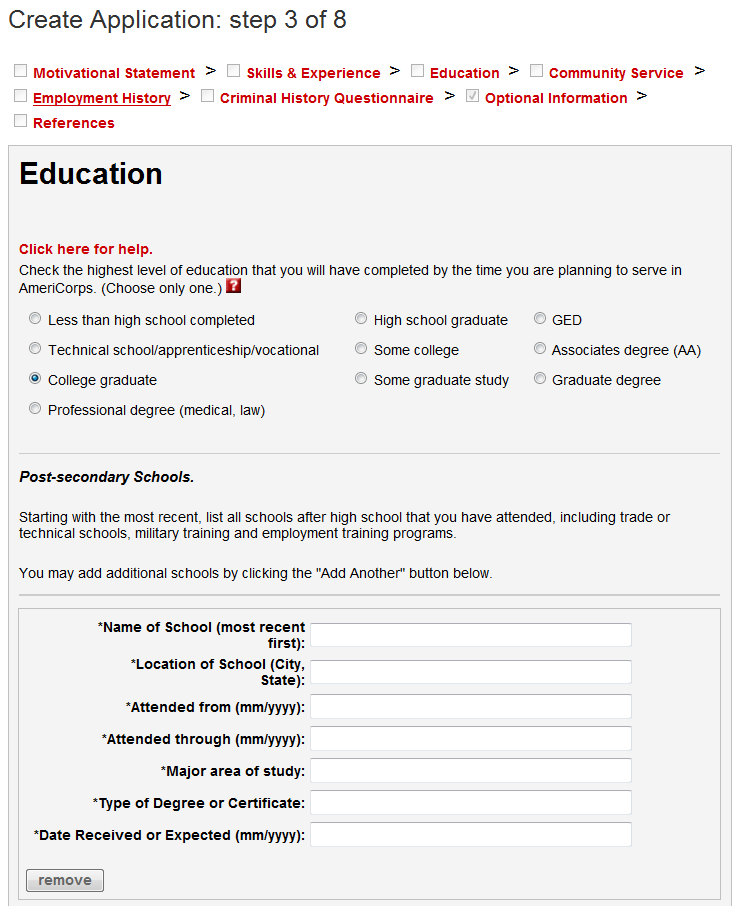 Create Application: step 3 of 8
Motivational Statement > Skills & Experience > Education > Community Service >
Employment History > Criminal History Questionnaire > Optional Information >
References
Education
Click here for help.
Check the highest level of education that you will have completed by the time you are planning to serve in
AmeriCorps. (Choose only one.) ?
Less than high school completed High school graduate GED
Technical school/apprenticeship/vocational Some college Associates degree (AA)
College graduate Some graduate study Graduate degree
Professional degree (medical, law)
Post-secondary Schools.
Starting with the most recent, list all schools after high school that you have attended, including trade or
technical schools, military training and employment training programs.
You may add additional schools by clicking the "Add Another" button below.
*Name of School (most recent
first):
*Location of School (City,
State):
*Attended from (mm/yyyy):
*Attended through (mm/yyyy):
*Major area of study:
*Type of Degree or Certificate:
*Date Received or Expected (mm/yyyy):
remove